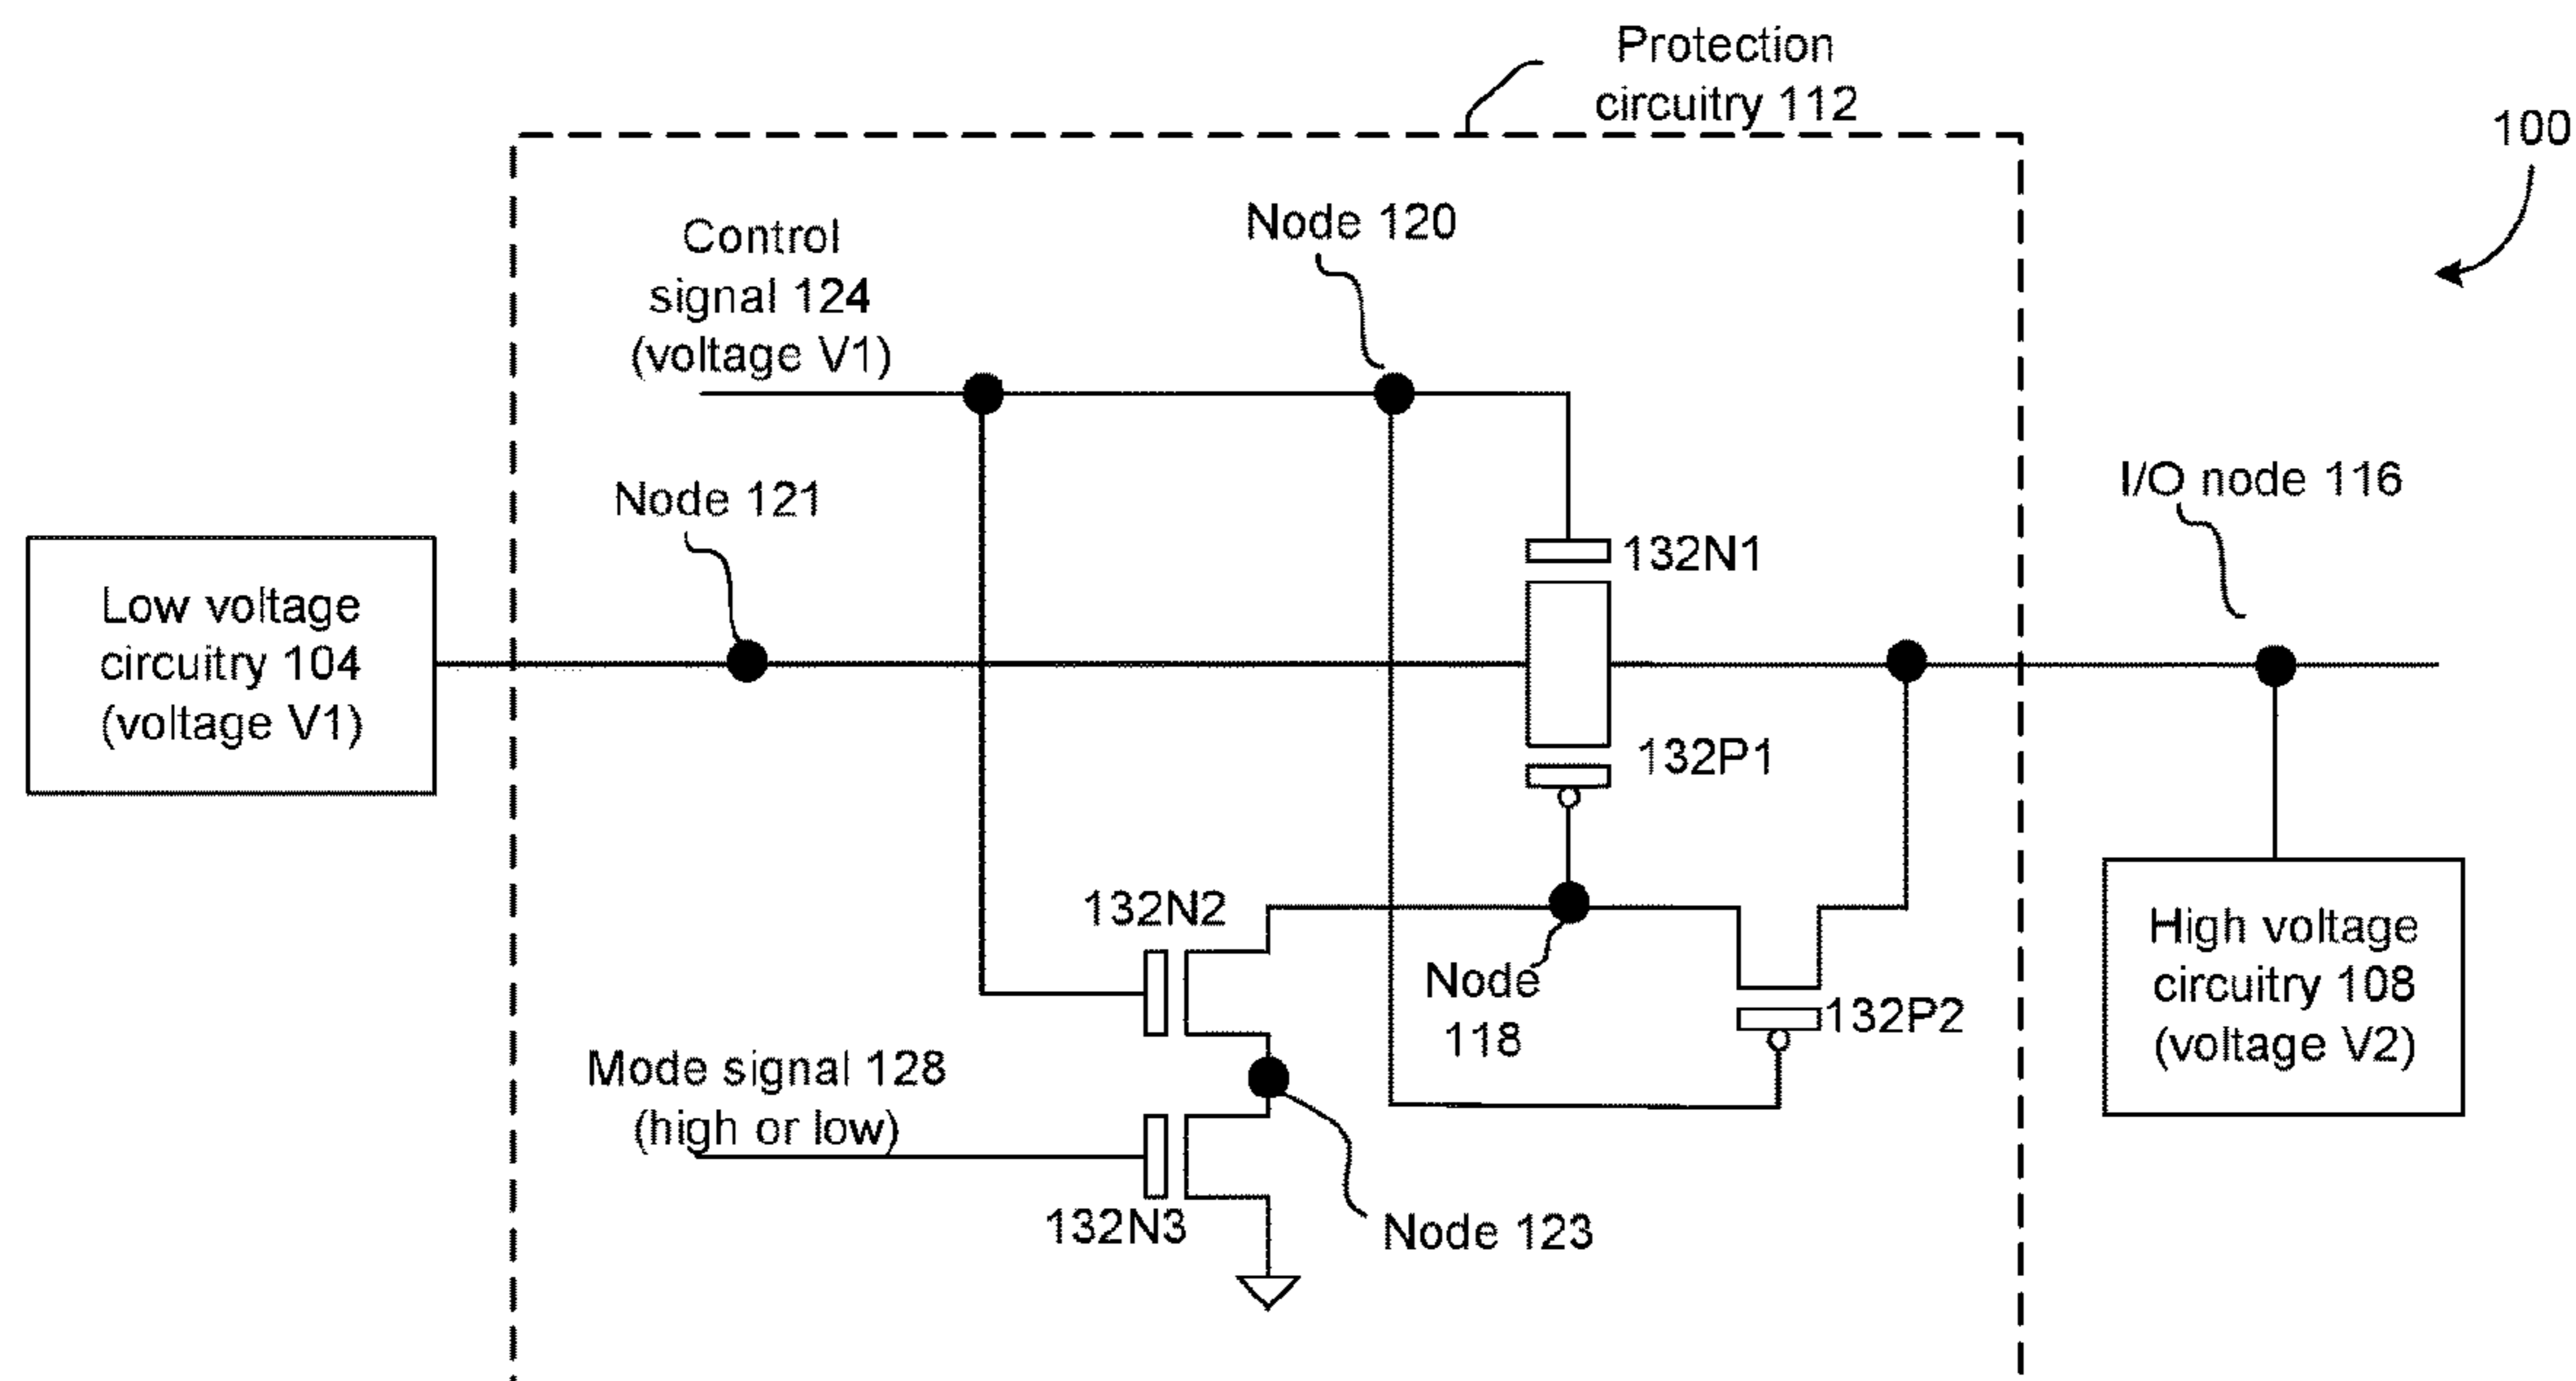 Protection
circuitry 112
100
Control
signal 124
(voltage V1)
Node 120
Node 121
I/O node 116
132N1
Low voltage
circuitry 104
(voltage V1)
132P1
132N2
Node
118
132P2
High voltage
circuitry 108
(voltage V2)
Mode signal 128
(high or low)
132N3
Node 123